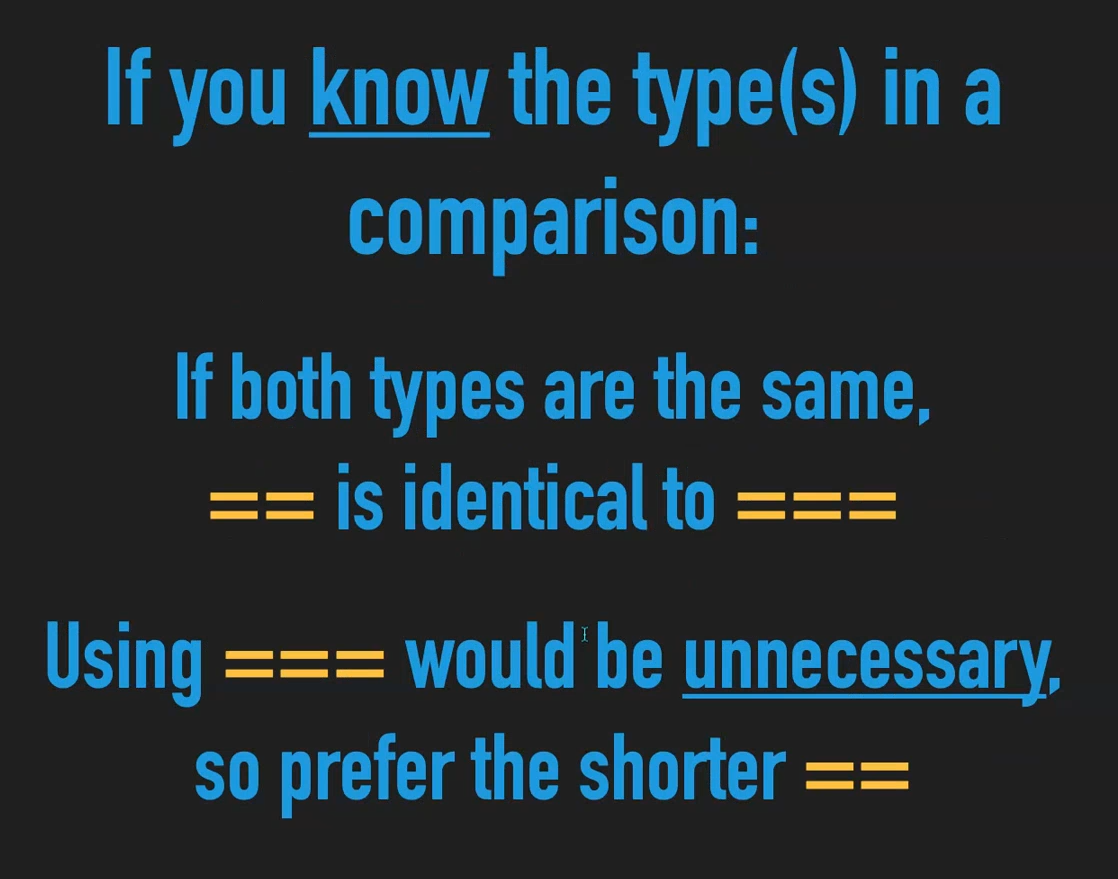 If you know the type(s) in a
comparison:
If both types are the same,
== is identical to ===
Using === would be unnecessary,
so prefer the shorter ==